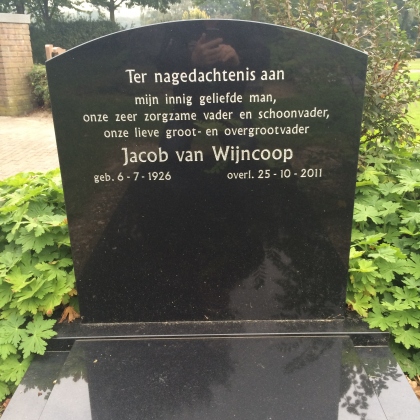 Ter nagedachtenis aan
mijn innig geliefde man,
onze zeer zorgzame vader en schoonvader,
onze lieve groot- en overgrootvader
Jacob van Wijncoop
geb. 6-7-1926 overl. 25-10-2011